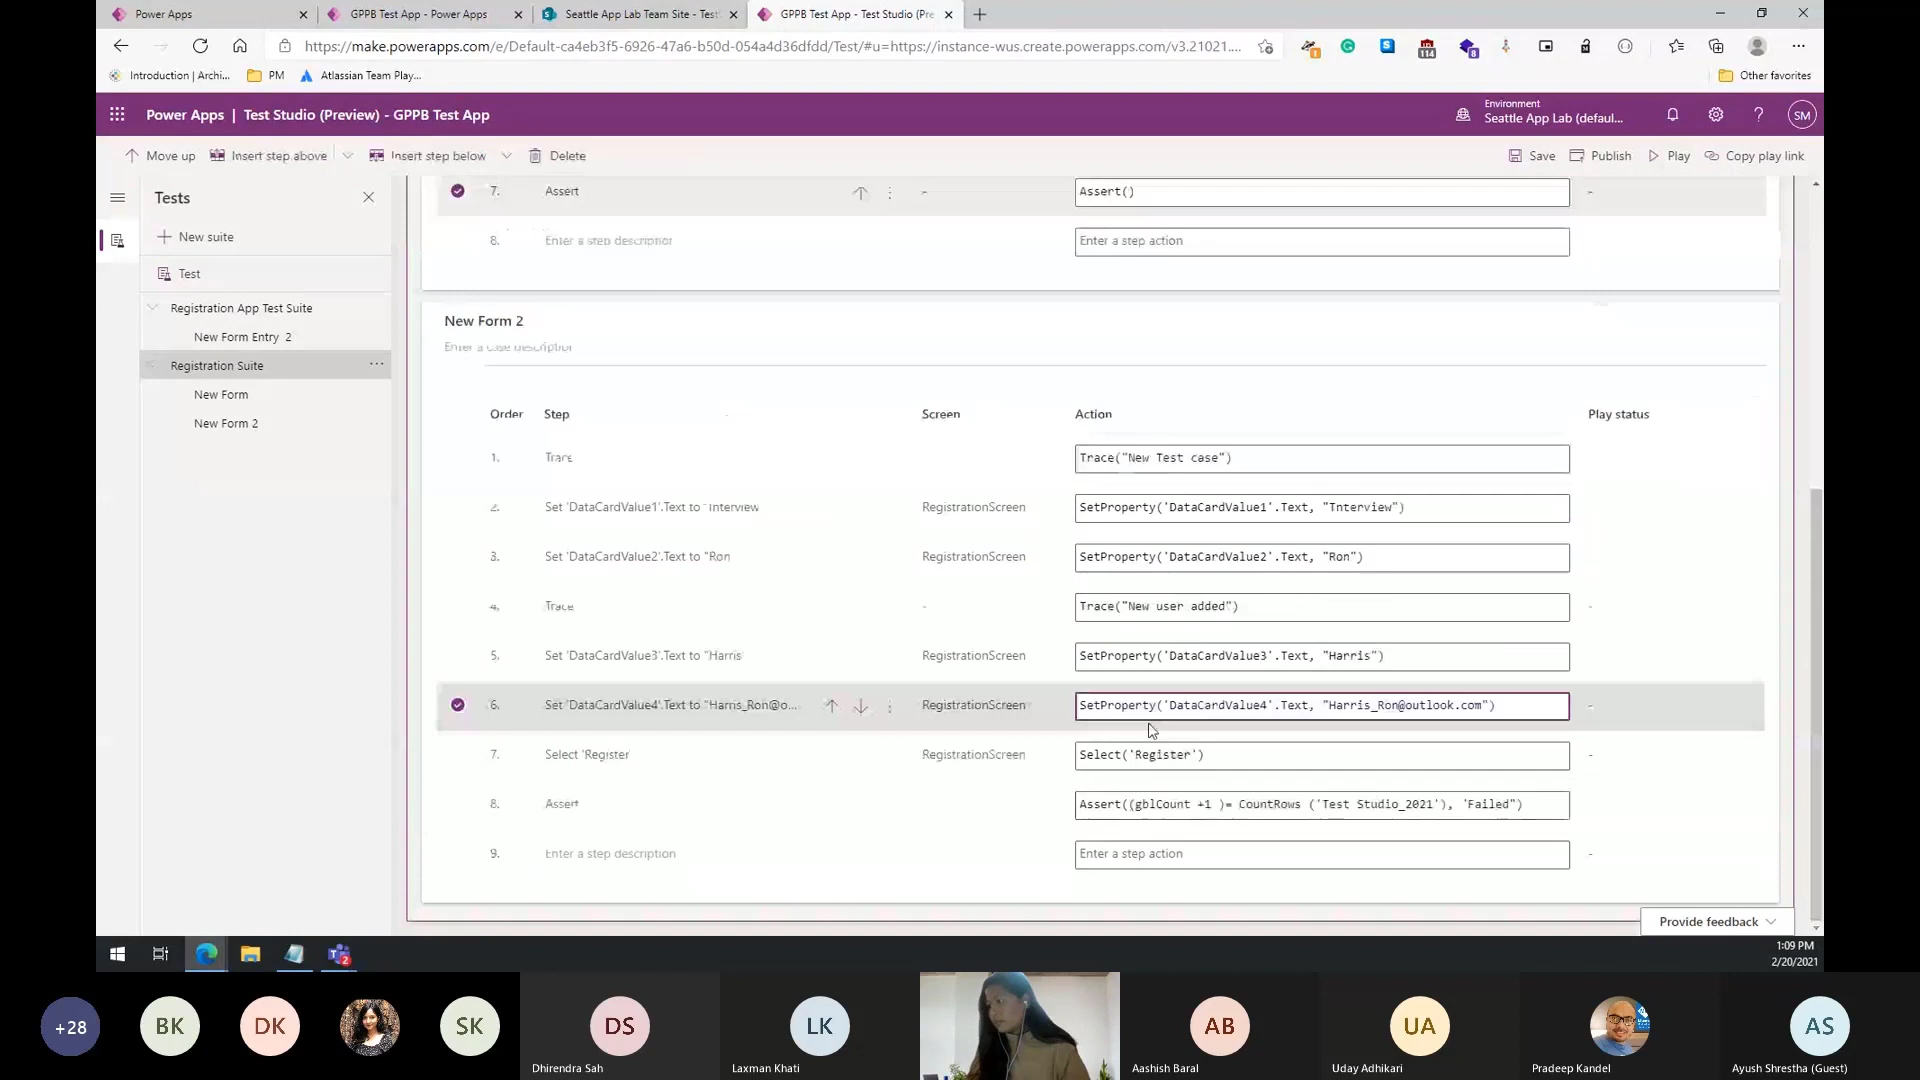 Power Apps
GPPB Test App - Power Apps
Seattle App Lab Team Site - Test
GPPB Test App - Test Studio (Pre
https://make.powerapps.com/e/Default-ca4eb3f5-6926-47a6-b50d-054a4d36dfdd/Test/#u=https://instance-wus.create.powerapps.com/v3.21021....
114
8
Introduction | Archi...
PM
Atlassian Team Play...
Other favorites
Power Apps | Test Studio (Preview) - GPPB Test App
Environment
Seattle App Lab (defaul...
?
SM
Move up
Insert step above
Insert step below
Delete
Save
Publish
Play
Copy play link
Tests
New suite
Test
Registration App Test Suite
New Form Entry 2
Registration Suite
...
New Form
New Form 2
7. Assert - Assert() -
8. Enter a step description Enter a step action
New Form 2
Enter a case description
Order Step Screen Action Play status
1. Trace Trace("New Test case")
2. Set 'DataCardValue1'.Text to "Interview RegistrationScreen SetProperty('DataCardValue1'.Text, "Tnterview")
3. Set 'DataCardValue2'.Text to "Ron RegistrationScreen SetProperty('DataCardValue2'.Text, "Ron")
4. Trace - Trace("New user added") -
5. Set 'DataCardValue3'.Text to "Harris RegistrationScreen SetProperty('DataCardValue3'.Text, "Harris")
6. Set 'DataCardValue4'.Text to "Harris_Ron@o... RegistrationScreen SetProperty('DataCardValue4'.Text, "Harris_Ron@outlook.com") -
7. Select 'Register RegistrationScreen Select('Register') -
8. Assert Assert((gblCount +1 )= CountRows ('Test Studio_2021'), 'Failed")
9. Enter a step description Enter a step action -
Provide feedback
2
1:09 PM
2/20/2021
+28
BK
DK
SK
DS
Dhirendra Sah
LK
Laxman Khati
AB
Aashish Baral
UA
Uday Adhikari
Pradeep Kandel
AS
Ayush Shrestha (Guest)